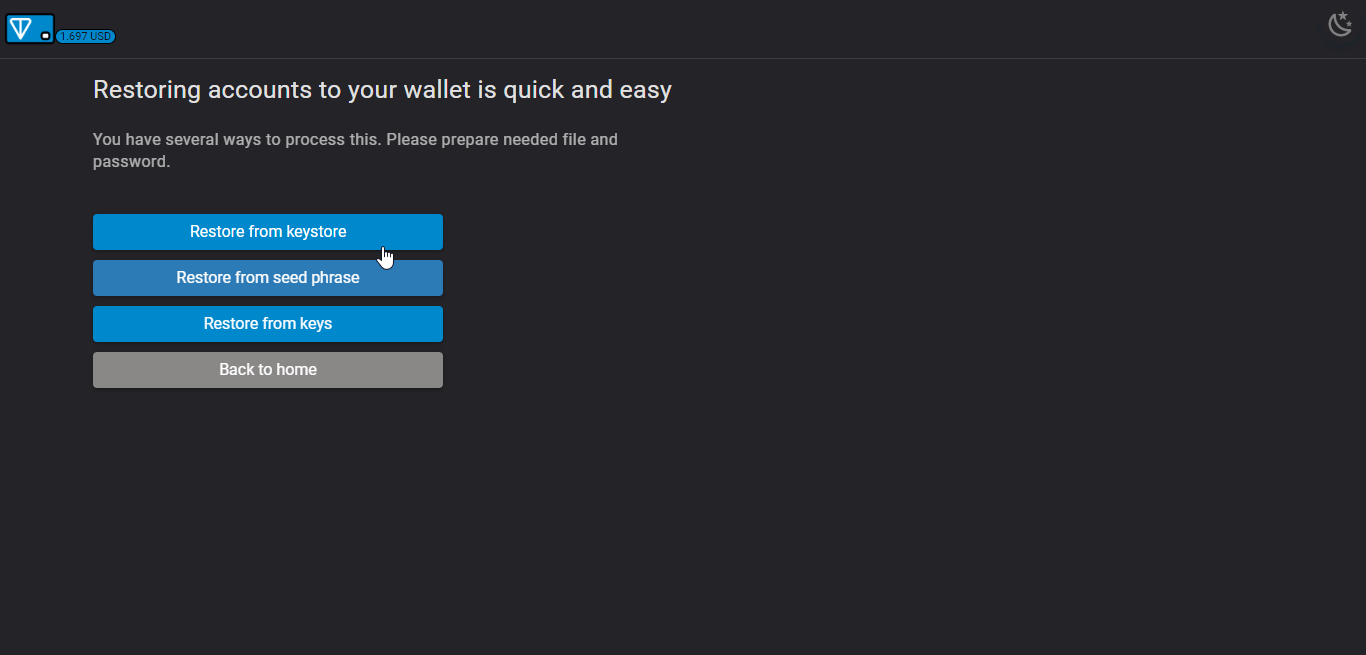 1.697 USD
Restoring accounts to your wallet is quick and easy
You have several ways to process this. Please prepare needed file and
password.
Restore from keystore
Restore from seed phrase
Restore from keys
Back to home